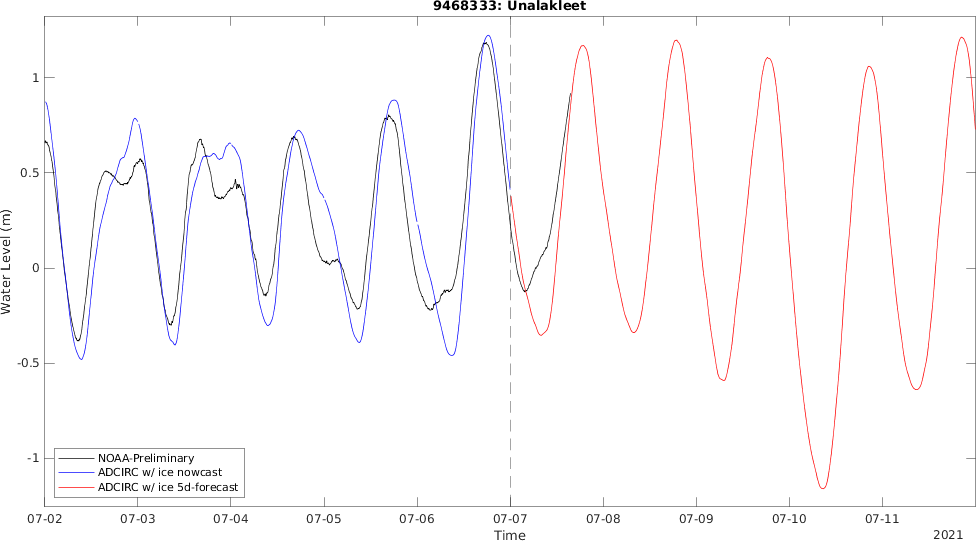 9468333: Unalakleet
Water Level (m)
1
0.5
0
-0.5
-1
NOAA-Preliminary
ADCIRC w/ ice nowcast
ADCIRC w/ ice 5d-forecast
07-02 07-03 07-04 07-05 07-06 07-07 07-08 07-09 07-10 07-11
Time
2021